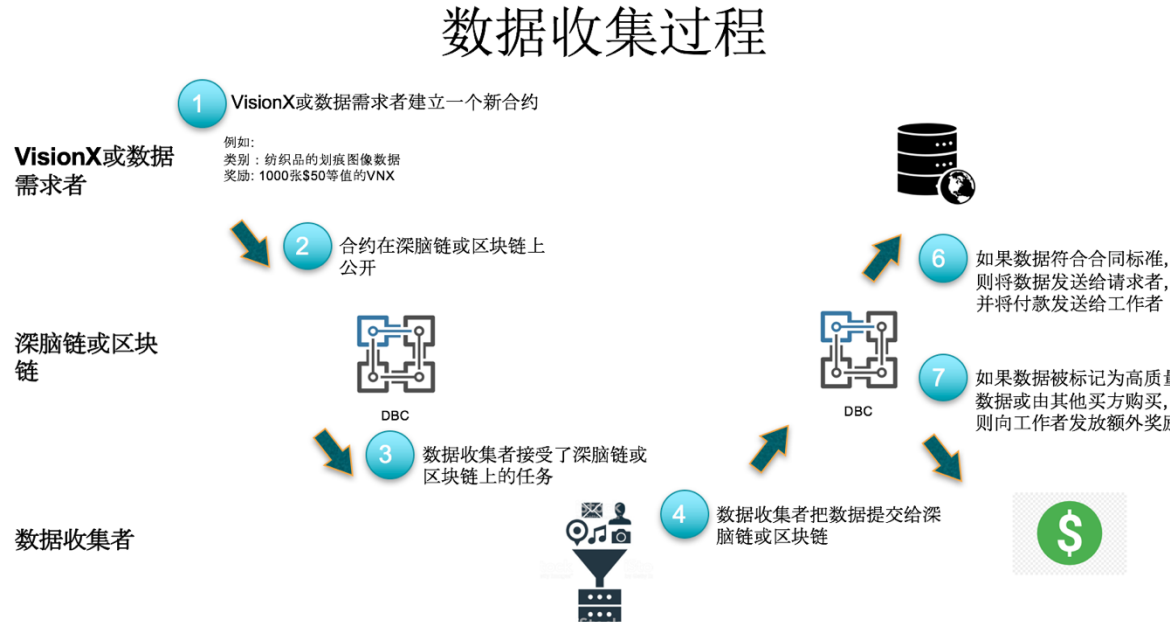 数据收集过程
1
VisionX或数据需求者建立一个新合约
例如:
类别：纺织品的划痕图像数据
奖励: 1000张$50等值的VNX
VisionX或数据
需求者
2
合约在深脑链或区块链上
公开
6
如果数据符合合同标准,
则将数据发送给请求者,
并将付款发送给工作者
深脑链或区块
链
DBC
DBC
7
如果数据被标记为高质量
数据或由其他买方购买,
则向工作者发放额外奖励
3
数据收集者接受了深脑链或
区块链上的任务
数据收集者
4
数据收集者把数据提交给深
脑链或区块链
$